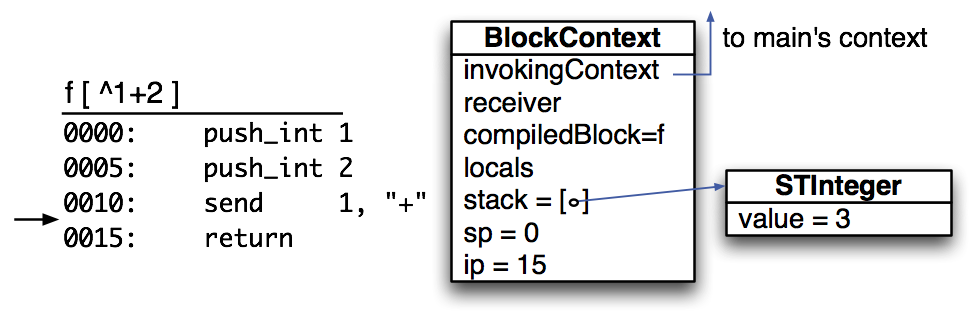 f [ ^1+2 ]
0000: push_int 1
0005: push_int 2
0010: send 1, "+"
0015: return
BlockContext
invokingContext
receiver
compiledBlock=f
locals
stack = [ ]
sp = 0
ip = 15
to main's context
STInteger
value = 3